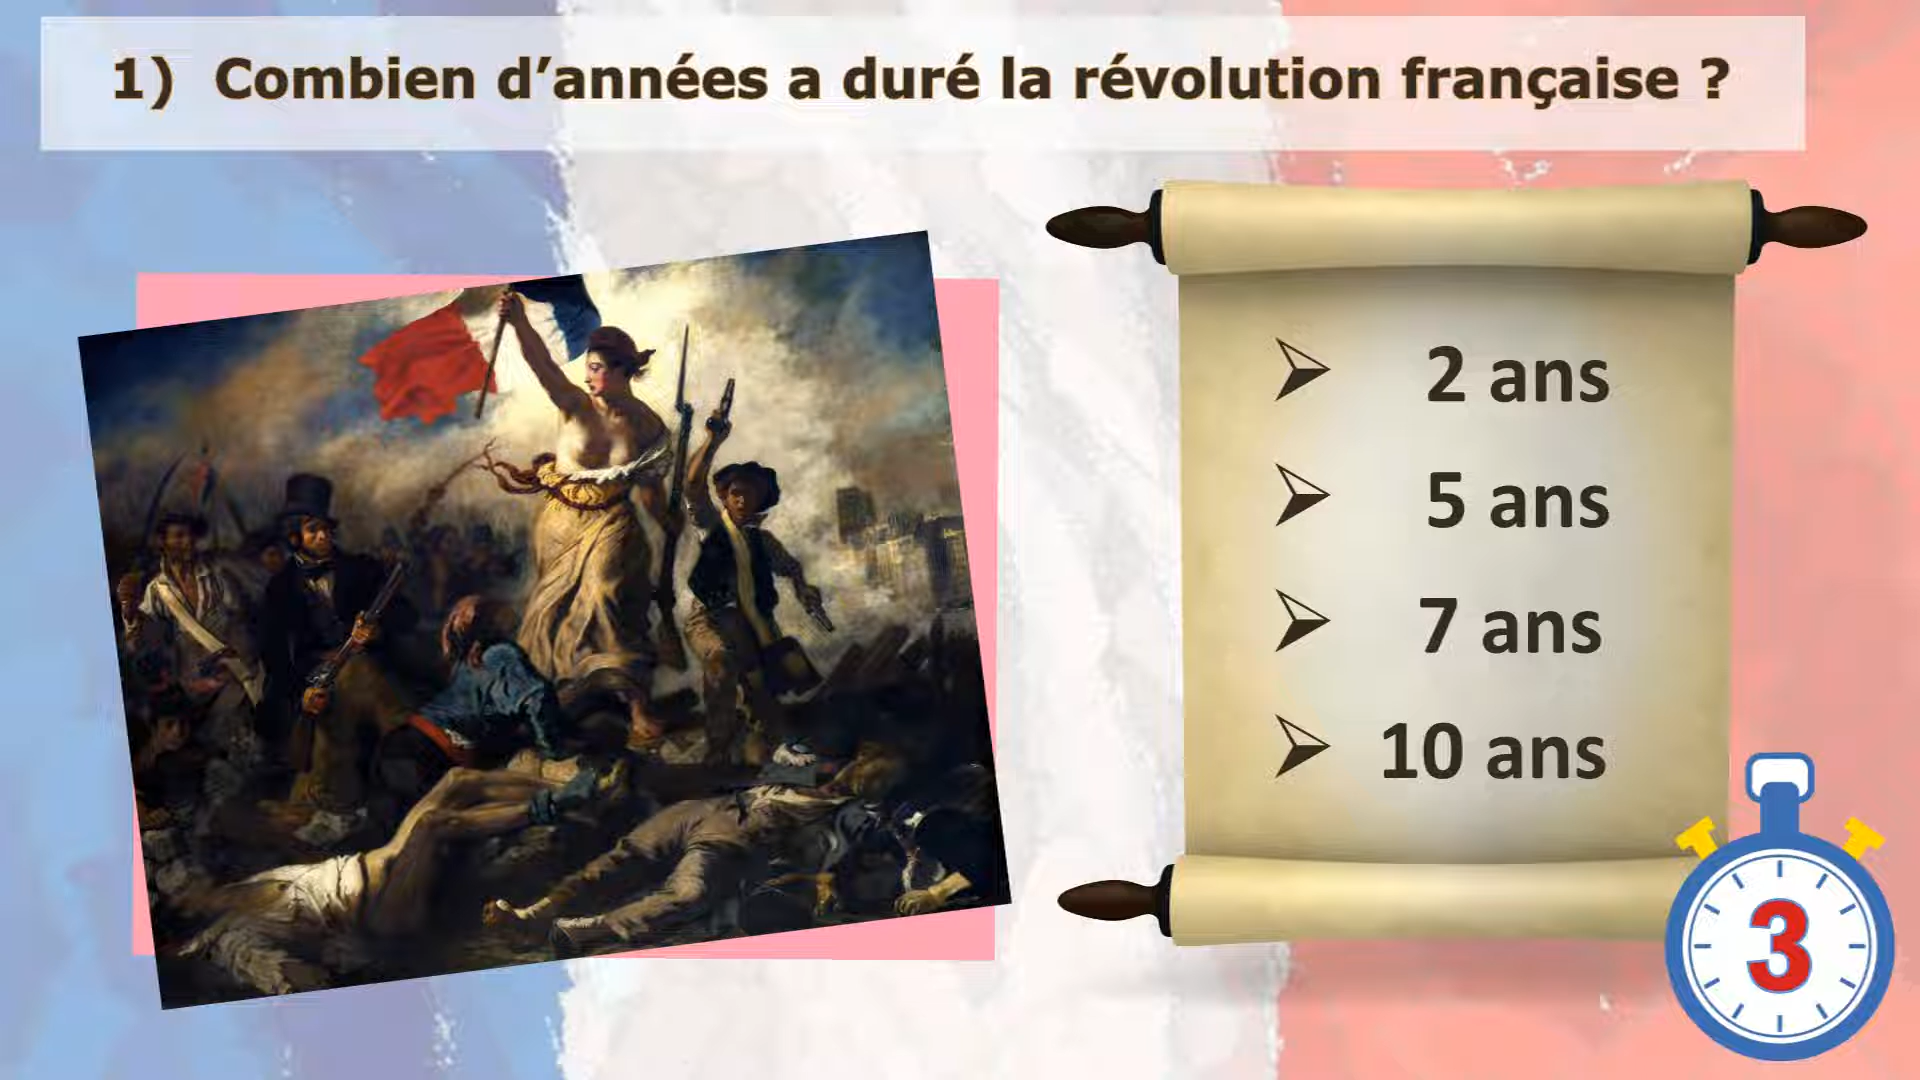 1) Combien d’années a duré la révolution française ?
2 ans
5 ans
7 ans
10 ans
3